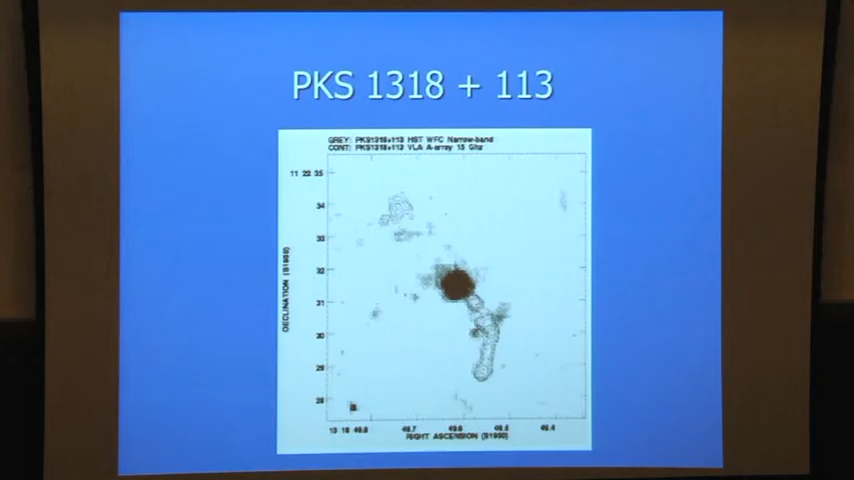 PKS 1318 + 113
GREY: PKS1318+113 HST WFC Narrow-band
CONT: PKS1318+113 VLA A-array 15 Ghz
11 22 35
34
33
32
31
30
29
28
DECLINATION (B1950)
13 18 49.8 49.7 49.6 49.5 49.4
RIGHT ASCENSION (B1950)